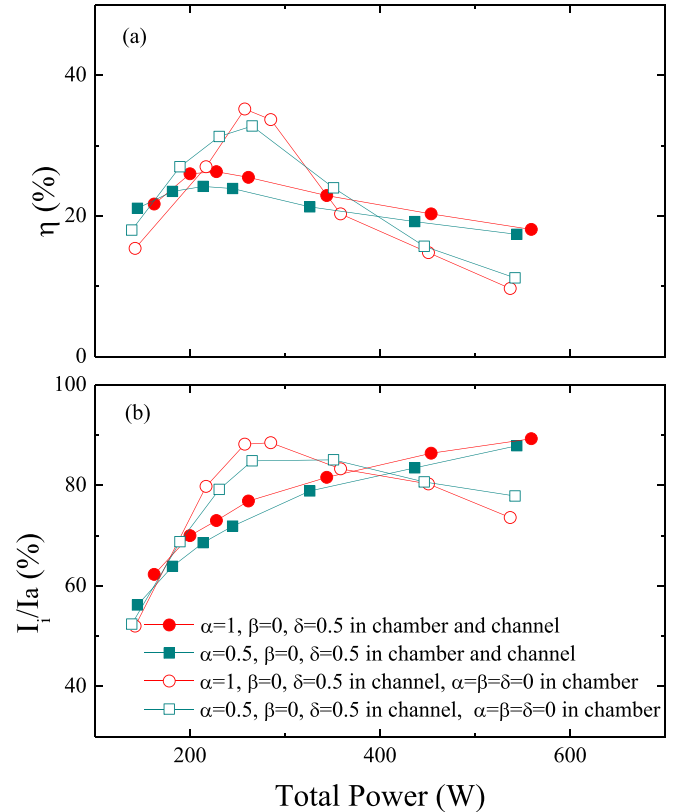 (a)
40
20
0
η (%)
(b)
100
80
60
40
I_i/Ia (%)
α=1, β=0, δ=0.5 in chamber and channel
α=0.5, β=0, δ=0.5 in chamber and channel
α=1, β=0, δ=0.5 in channel, α=β=δ=0 in chamber
α=0.5, β=0, δ=0.5 in channel, α=β=δ=0 in chamber
200 400 600
Total Power (W)